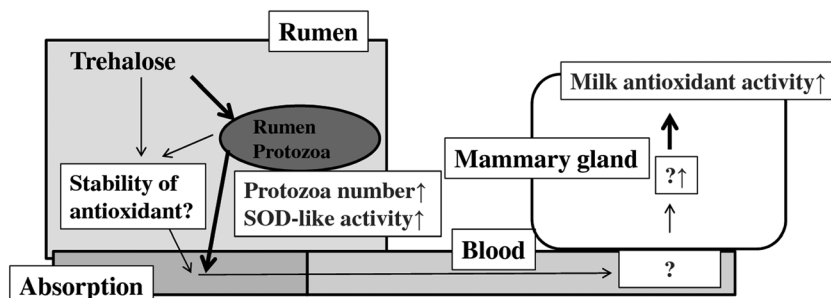 Rumen
Trehalose
Rumen
Protozoa
Stability of
antioxidant?
Protozoa number↑
SOD-like activity↑
Absorption
Blood
Milk antioxidant activity↑
Mammary gland
?↑
?